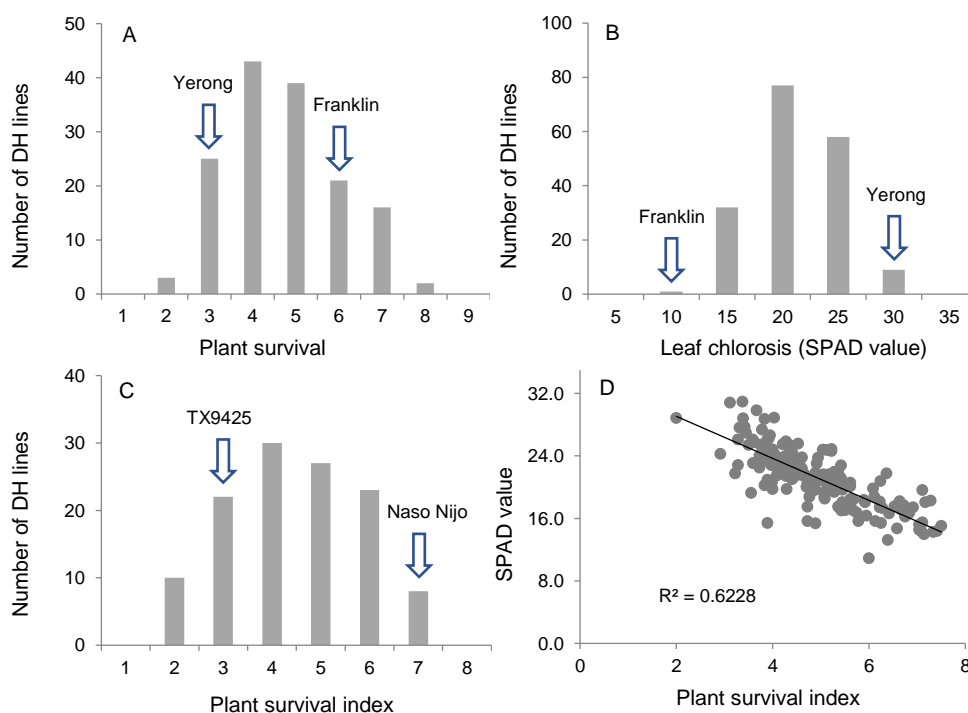 A
Number of DH lines
50
40
30
20
10
0
Yerong
Franklin
1 2 3 4 5 6 7 8 9
Plant survival
B
Number of DH lines
100
80
60
40
20
0
Franklin
Yerong
5 10 15 20 25 30 35
Leaf chlorosis (SPAD value)
C
Number of DH lines
40
30
20
10
0
TX9425
Naso Nijo
1 2 3 4 5 6 7 8
Plant survival index
D
SPAD value
32.0
24.0
16.0
8.0
0.0
R² = 0.6228
0 2 4 6 8
Plant survival index